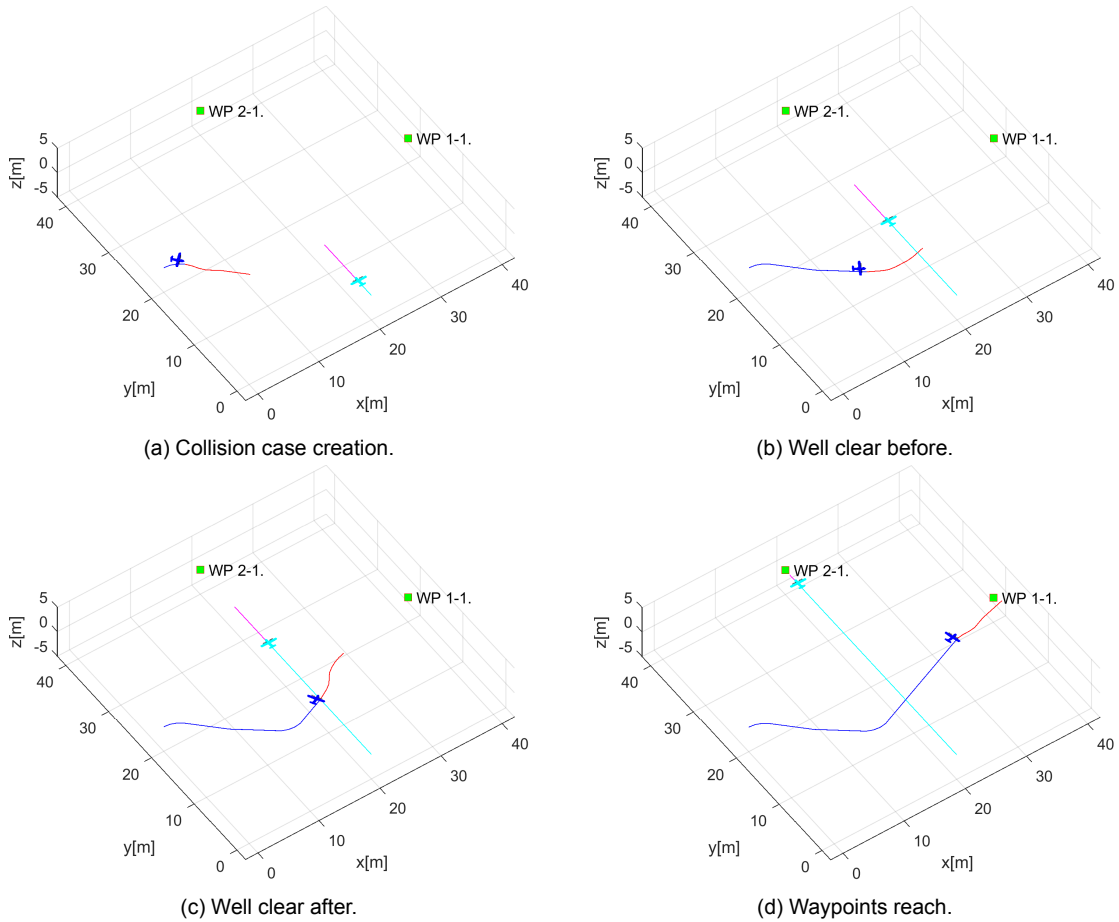 WP 2-1.
WP 1-1.
5
0
-5
z[m]
40
30
20
10
0
y[m]
0
10
20
30
40
x[m]
(a) Collision case creation.
WP 2-1.
WP 1-1.
5
0
-5
z[m]
40
30
20
10
0
y[m]
0
10
20
30
40
x[m]
(b) Well clear before.
WP 2-1.
WP 1-1.
5
0
-5
z[m]
40
30
20
10
0
y[m]
0
10
20
30
40
x[m]
(c) Well clear after.
WP 2-1.
WP 1-1.
5
0
-5
z[m]
40
30
20
10
0
y[m]
0
10
20
30
40
x[m]
(d) Waypoints reach.